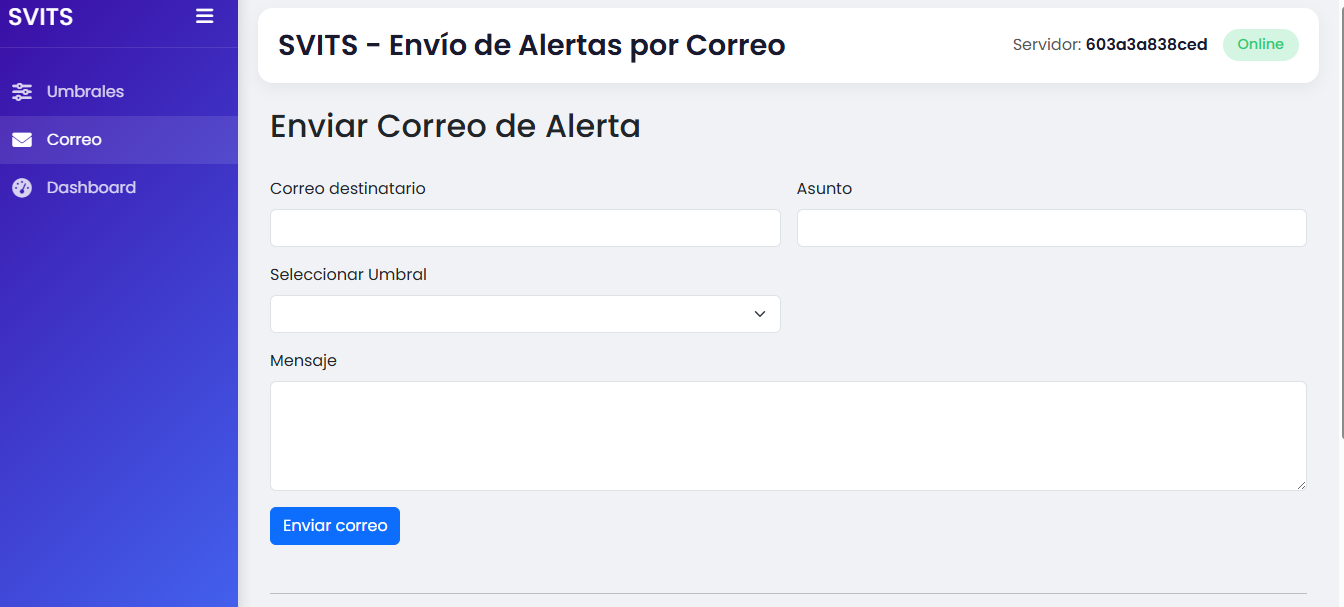 SVITS
Umbrales
Correo
Dashboard
SVITS - Envío de Alertas por Correo
Servidor: 603a3a838ced
Online
Enviar Correo de Alerta
Correo destinatario
Asunto
Seleccionar Umbral
Mensaje
Enviar correo